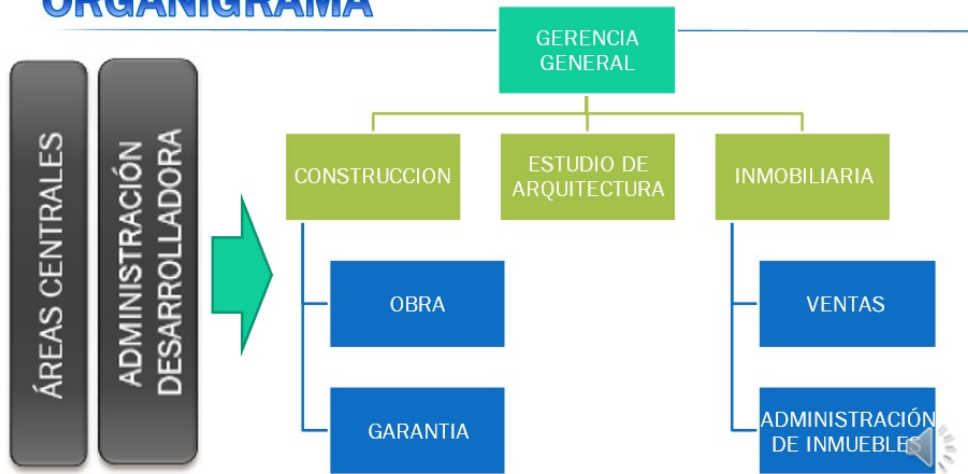 ORGANIGRAMA
ÁREAS CENTRALES
ADMINISTRACIÓN
DESARROLLADORA
GERENCIA
GENERAL
CONSTRUCCION
ESTUDIO DE
ARQUITECTURA
INMOBILIARIA
OBRA
GARANTIA
VENTAS
ADMINISTRACIÓN
DE INMUEBLES